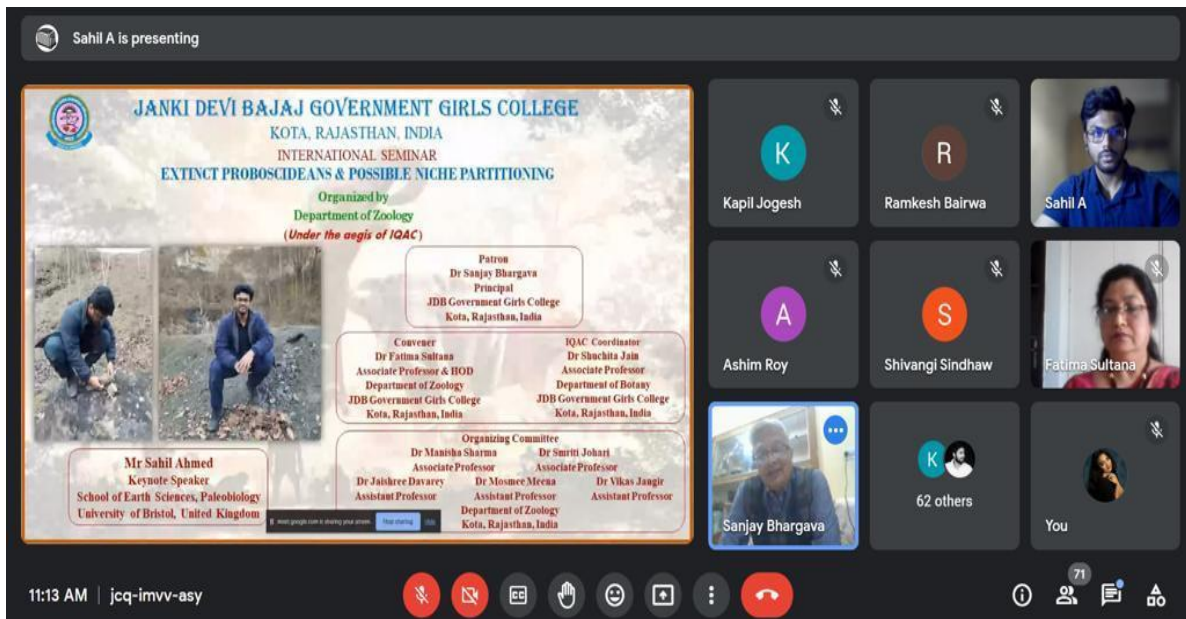 Sahil A is presenting
JANKI DEVI BAJAJ GOVERNMENT GIRLS COLLEGE
KOTA, RAJASTHAN, INDIA
INTERNATIONAL SEMINAR
EXTINCT PROBOSCIDEANS & POSSIBLE NICHE PARTITIONING
Organized by
Department of Zoology
(Under the aegis of IQAC)
Patron
Dr Sanjay Bhargava
Principal
JDB Government Girls College
Kota, Rajasthan, India
Convener
Dr Fatima Sultana
Associate Professor & HOD
Department of Zoology
JDB Government Girls College
Kota, Rajasthan, India
IQAC Coordinator
Dr Shuchita Jain
Associate Professor
Department of Botany
JDB Government Girls College
Kota, Rajasthan, India
Organizing Committee
Dr Manisha Sharma Dr Smriti Johari
Associate Professor Associate Professor
Dr Jaishree Davarey Dr Mosmee Meena Dr Vikas Jangir
Assistant Professor Assistant Professor Assistant Professor
Department of Zoology
Kota, Rajasthan, India
Mr Sahil Ahmed
Keynote Speaker
School of Earth Sciences, Paleobiology
University of Bristol, United Kingdom
meet.google.com is sharing your screen. Stop sharing Hide
K
Kapil Jogesh
R
Ramkesh Bairwa
Sahil A
A
Ashim Roy
S
Shivangi Sindhaw
Fatima Sultana
Sanjay Bhargava
K
62 others
You
11:13 AM | jcq-imvv-asy
71